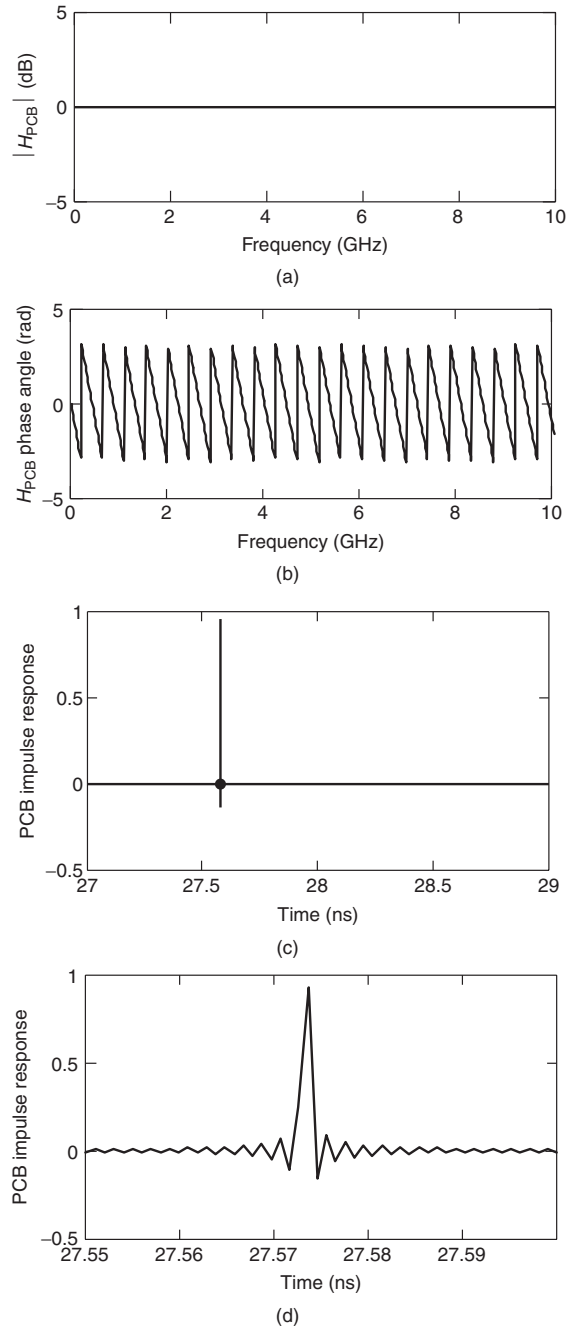 5
0
−5
| H_PCB | (dB)
0 2 4 6 8 10
Frequency (GHz)
(a)
5
0
−5
H_PCB phase angle (rad)
0 2 4 6 8 10
Frequency (GHz)
(b)
1
0.5
0
−0.5
PCB impulse response
27 27.5 28 28.5 29
Time (ns)
(c)
1
0.5
0
−0.5
PCB impulse response
27.55 27.56 27.57 27.58 27.59
Time (ns)
(d)